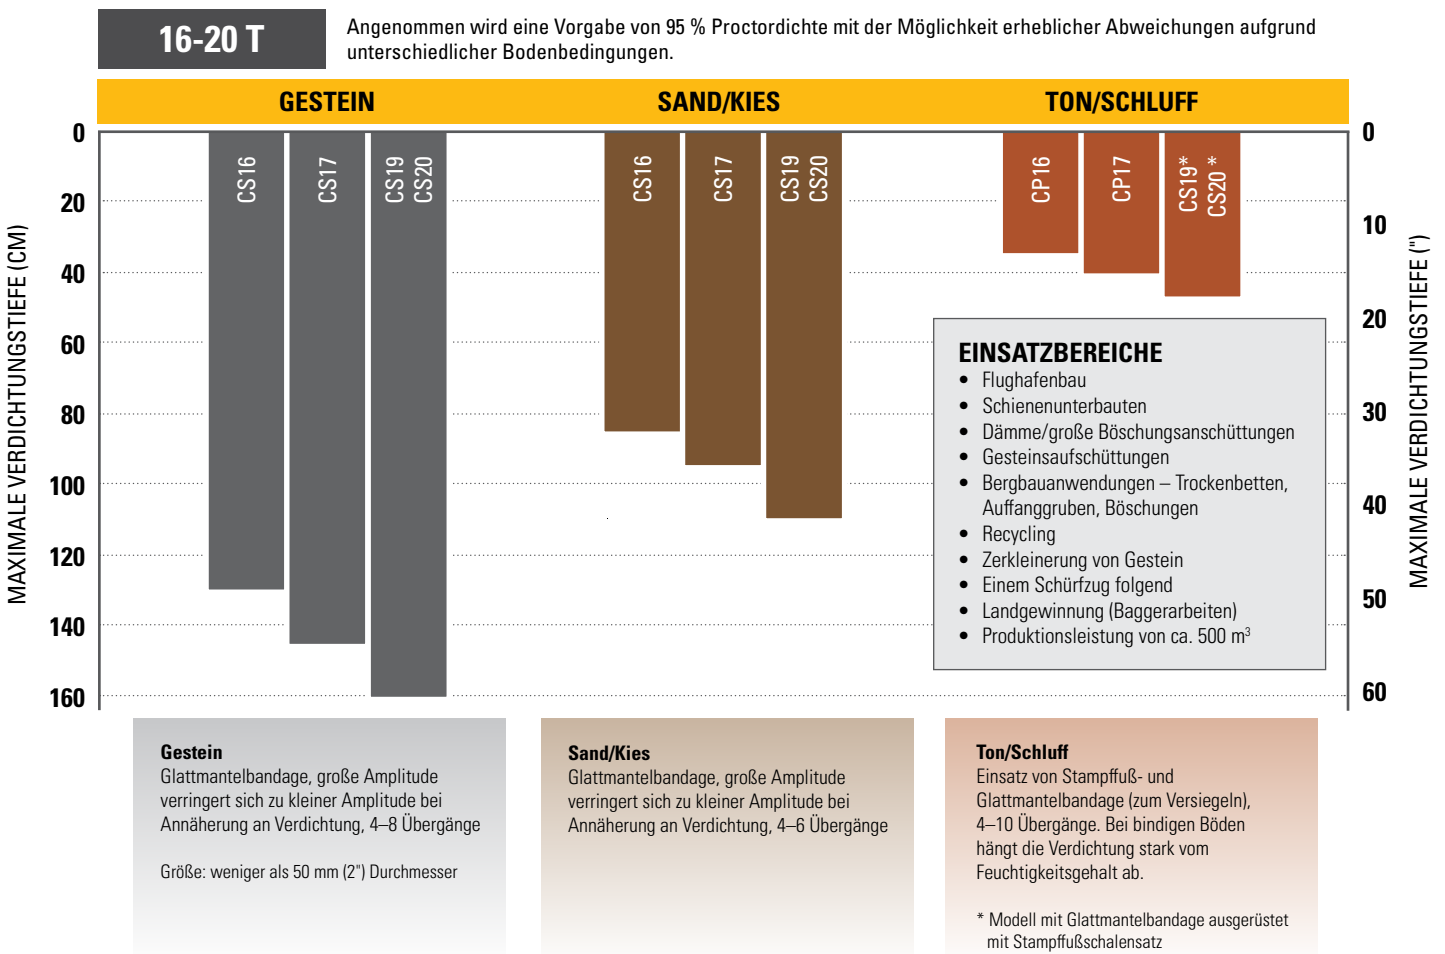 16-20 T
Angenommen wird eine Vorgabe von 95 % Proctordichte mit der Möglichkeit erheblicher Abweichungen aufgrund
unterschiedlicher Bodenbedingungen.
GESTEIN
SAND/KIES
TON/SCHLUFF
MAXIMALE VERDICHTUNGSTIEFE (CM)
0
20
40
60
80
100
120
140
160
CS16
CS17
CS19
CS20
CS16
CS17
CS19
CS20
CP16
CP17
CS19*
CS20 *
0
10
20
30
40
50
60
MAXIMALE VERDICHTUNGSTIEFE (")
EINSATZBEREICHE
• Flughafenbau
• Schienenunterbauten
• Dämme/große Böschungsanschüttungen
• Gesteinsaufschüttungen
• Bergbauanwendungen – Trockenbetten,
Auffanggruben, Böschungen
• Recycling
• Zerkleinerung von Gestein
• Einem Schürfzug folgend
• Landgewinnung (Baggerarbeiten)
• Produktionsleistung von ca. 500 m³
Gestein
Glattmantelbandage, große Amplitude
verringert sich zu kleiner Amplitude bei
Annäherung an Verdichtung, 4–8 Übergänge
Größe: weniger als 50 mm (2") Durchmesser
Sand/Kies
Glattmantelbandage, große Amplitude
verringert sich zu kleiner Amplitude bei
Annäherung an Verdichtung, 4–6 Übergänge
Ton/Schluff
Einsatz von Stampffuß- und
Glattmantelbandage (zum Versiegeln),
4–10 Übergänge. Bei bindigen Böden
hängt die Verdichtung stark vom
Feuchtigkeitsgehalt ab.
* Modell mit Glattmantelbandage ausgerüstet
mit Stampffußschalensatz